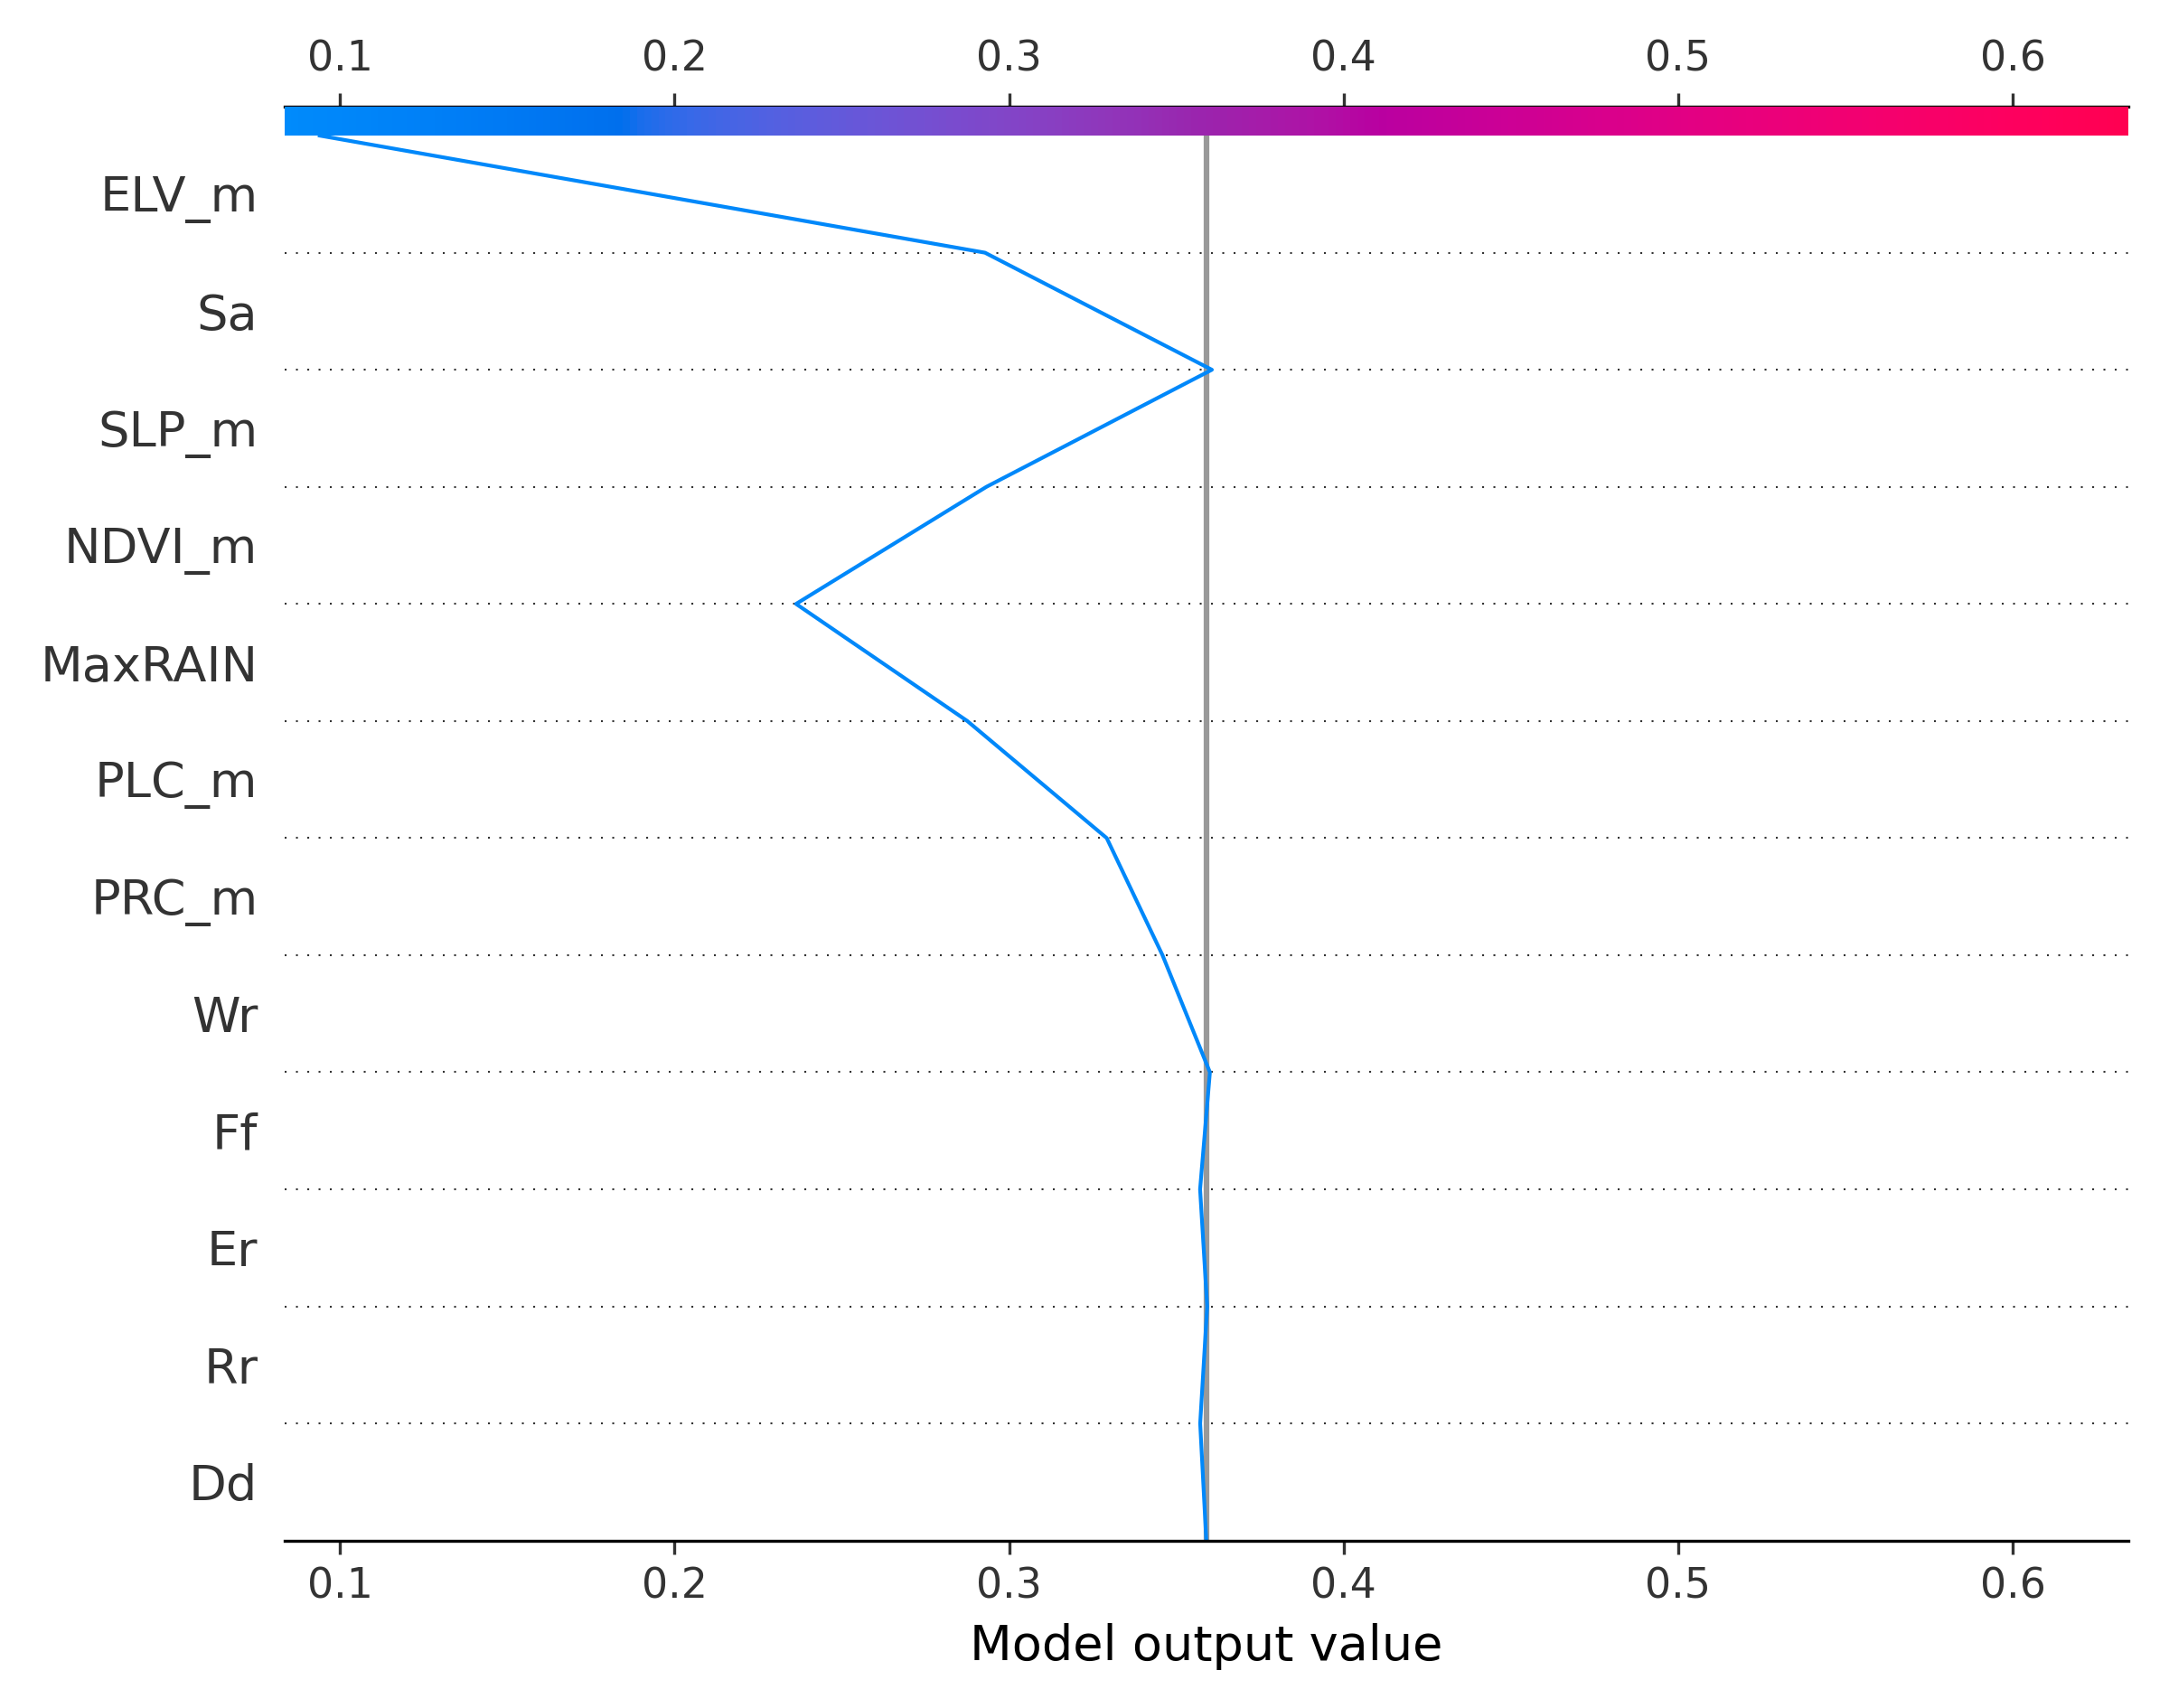 0.1 0.2 0.3 0.4 0.5 0.6
ELV_m
Sa
SLP_m
NDVI_m
MaxRAIN
PLC_m
PRC_m
Wr
Ff
Er
Rr
Dd
0.1 0.2 0.3 0.4 0.5 0.6
Model output value